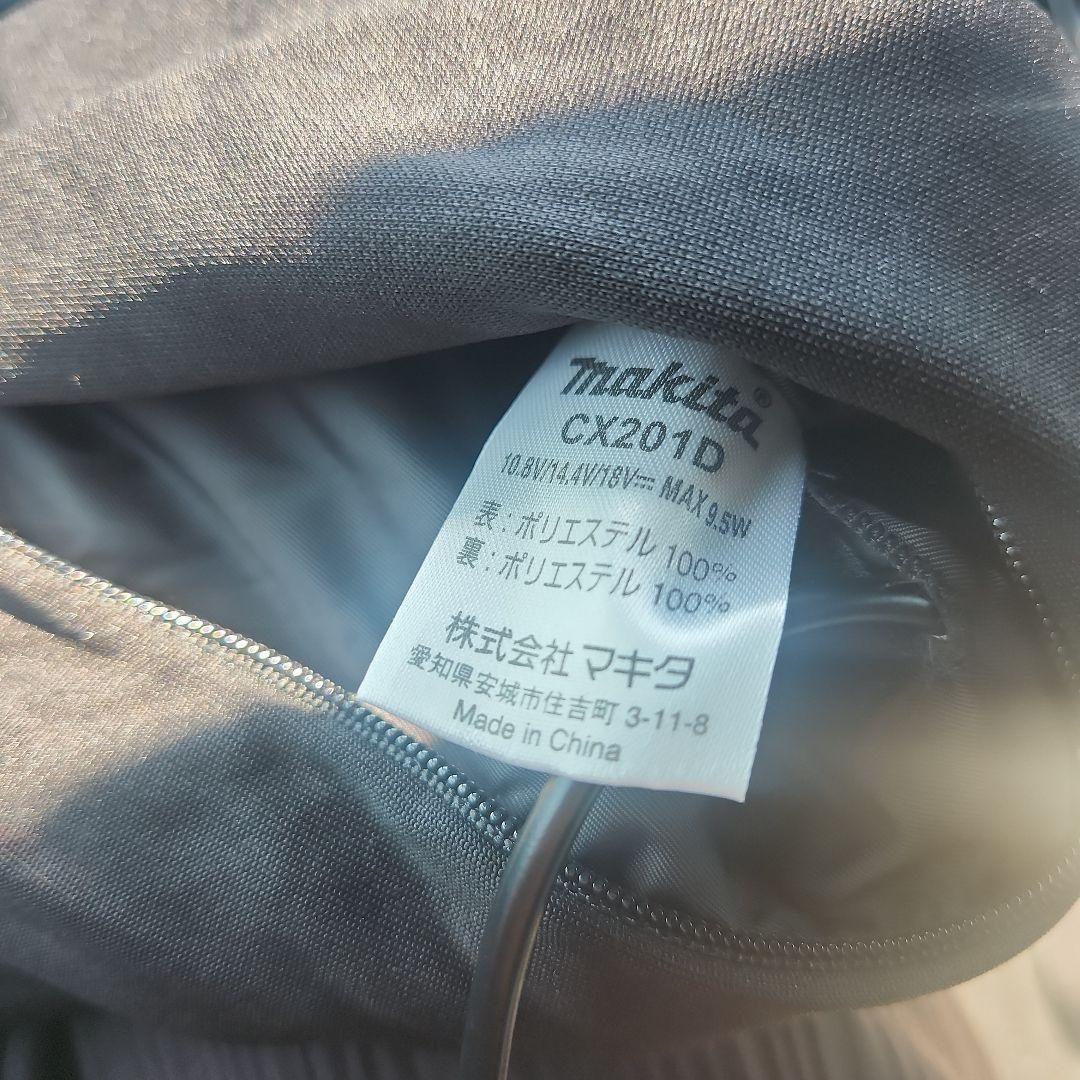 makita®
CX201D
10.8V/14.4V/18V⎓ MAX 9.5W
表：ポリエステル 100%
裏：ポリエステル 100%
株式会社 マキタ
愛知県安城市住吉町 3-11-8
Made in China